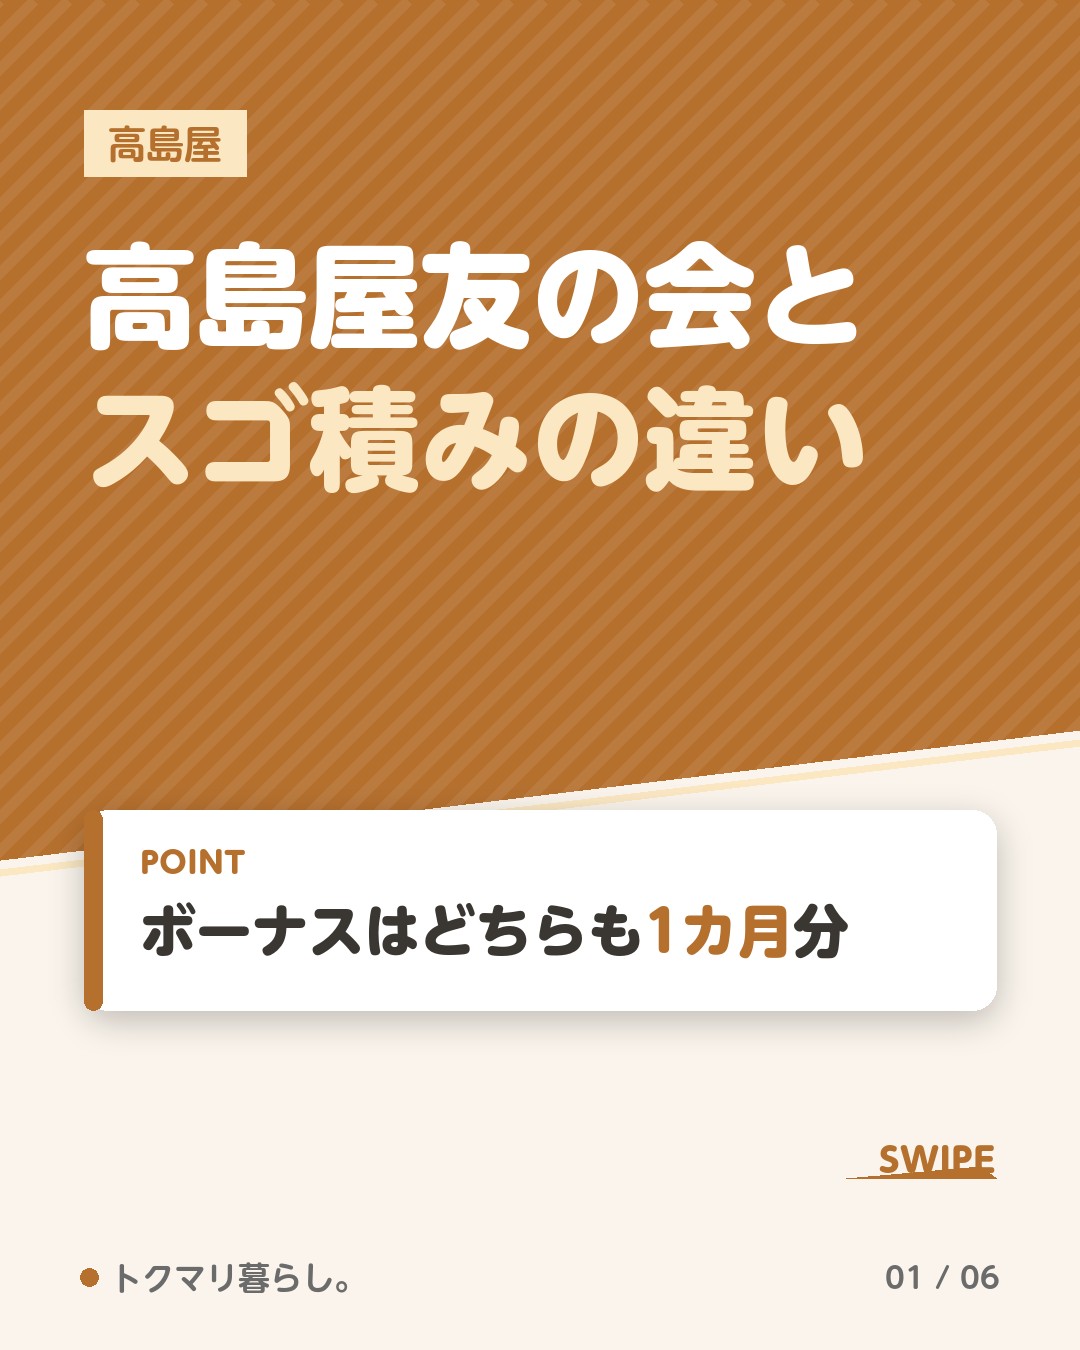 高島屋
高島屋友の会と
スゴ積みの違い
POINT
ボーナスはどちらも1カ月分
SWIPE
トクマリ暮らし。
01 / 06